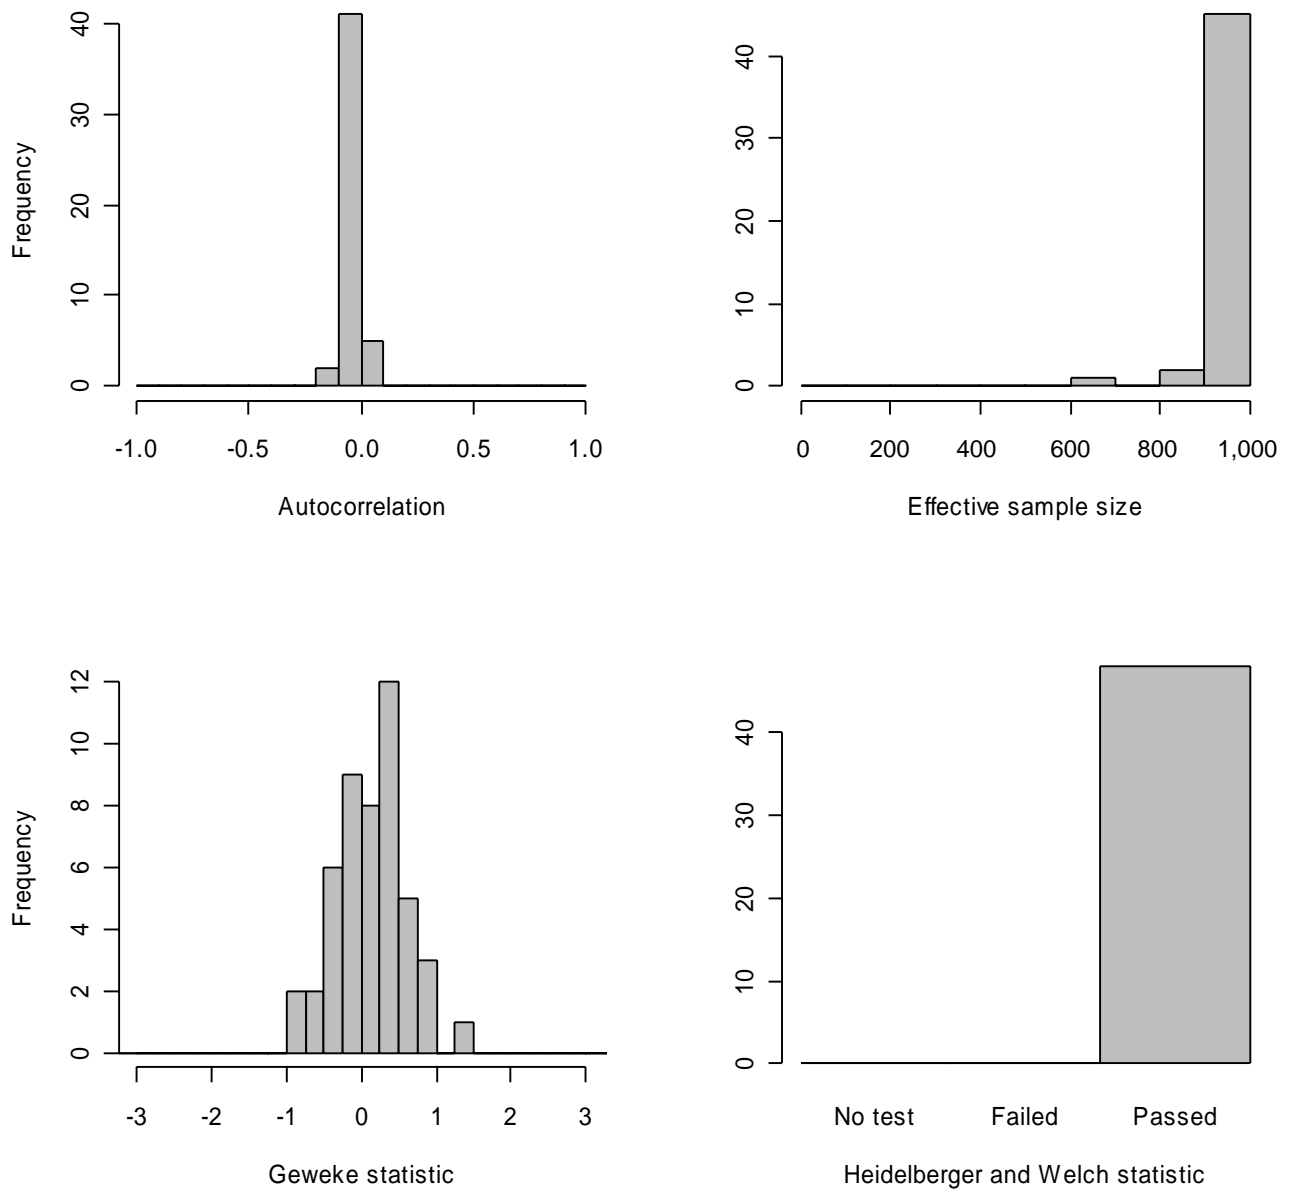 Frequency
40
30
20
10
0
-1.0 -0.5 0.0 0.5 1.0
Autocorrelation
40
30
20
10
0
0 200 400 600 800 1,000
Effective sample size
Frequency
12
10
8
6
4
2
0
-3 -2 -1 0 1 2 3
Geweke statistic
40
30
20
10
0
No test Failed Passed
Heidelberger and Welch statistic